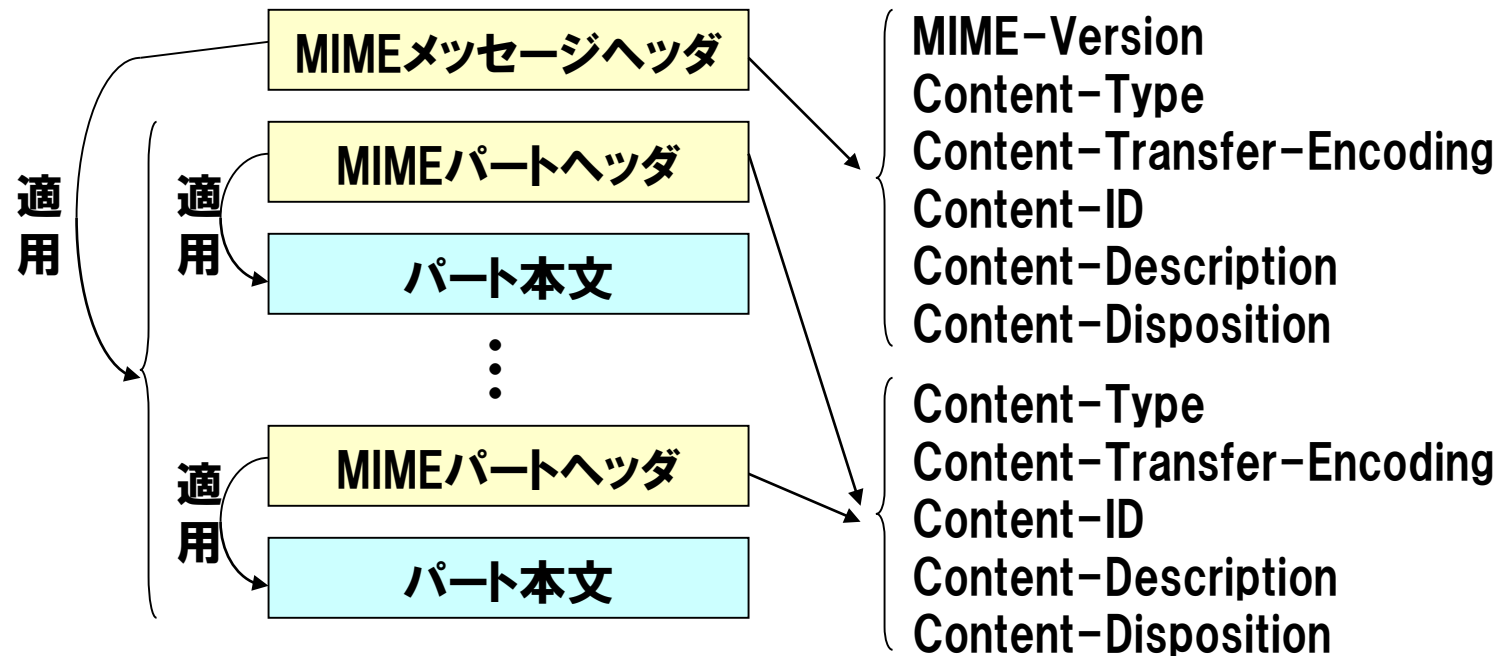 MIMEメッセージヘッダ
MIMEパートヘッダ
パート本文
MIMEパートヘッダ
パート本文
適用
適用
適用
MIME-Version
Content-Type
Content-Transfer-Encoding
Content-ID
Content-Description
Content-Disposition
Content-Type
Content-Transfer-Encoding
Content-ID
Content-Description
Content-Disposition